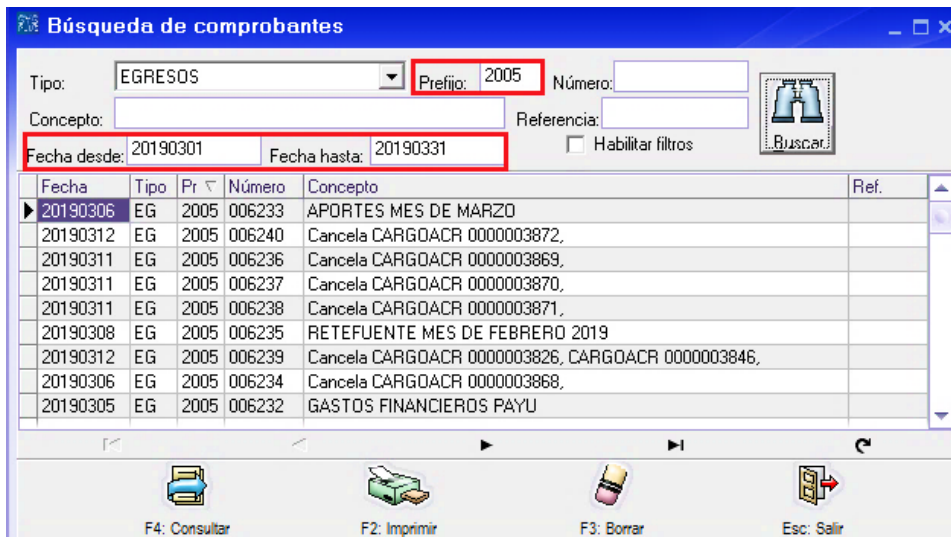 Búsqueda de comprobantes
Tipo: EGRESOS Prefijo: 2005 Número:
Concepto: Referencia:
Fecha desde: 20190301 Fecha hasta: 20190331 Habilitar filtros Buscar
Fecha Tipo Pr Número Concepto Ref.
20190306 EG 2005 006233 APORTES MES DE MARZO
20190312 EG 2005 006240 Cancela CARGOACR 0000003872,
20190311 EG 2005 006236 Cancela CARGOACR 0000003869,
20190311 EG 2005 006237 Cancela CARGOACR 0000003870,
20190311 EG 2005 006238 Cancela CARGOACR 0000003871,
20190308 EG 2005 006235 RETEFUENTE MES DE FEBRERO 2019
20190312 EG 2005 006239 Cancela CARGOACR 0000003826, CARGOACR 0000003846,
20190306 EG 2005 006234 Cancela CARGOACR 0000003868,
20190305 EG 2005 006232 GASTOS FINANCIEROS PAYU
F4: Consultar F2: Imprimir F3: Borrar Esc: Salir